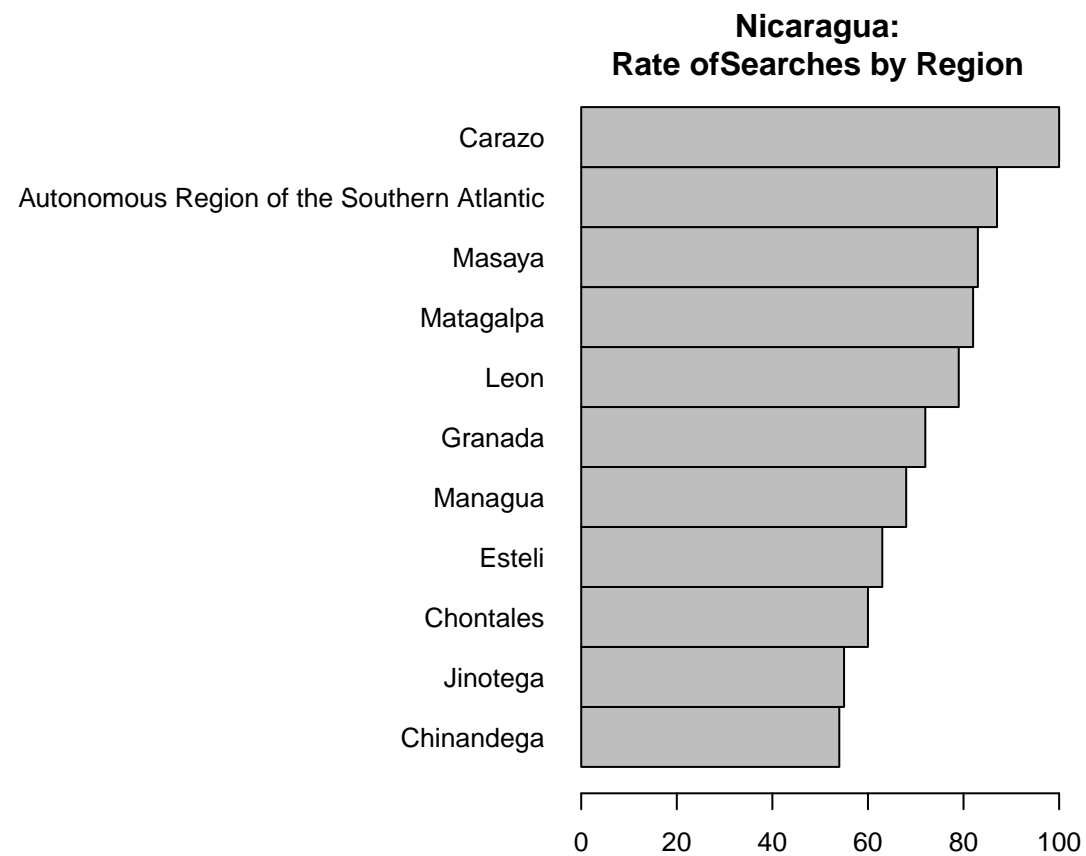 Nicaragua:
Rate ofSearches by Region
Carazo
Autonomous Region of the Southern Atlantic
Masaya
Matagalpa
Leon
Granada
Managua
Esteli
Chontales
Jinotega
Chinandega
0 20 40 60 80 100